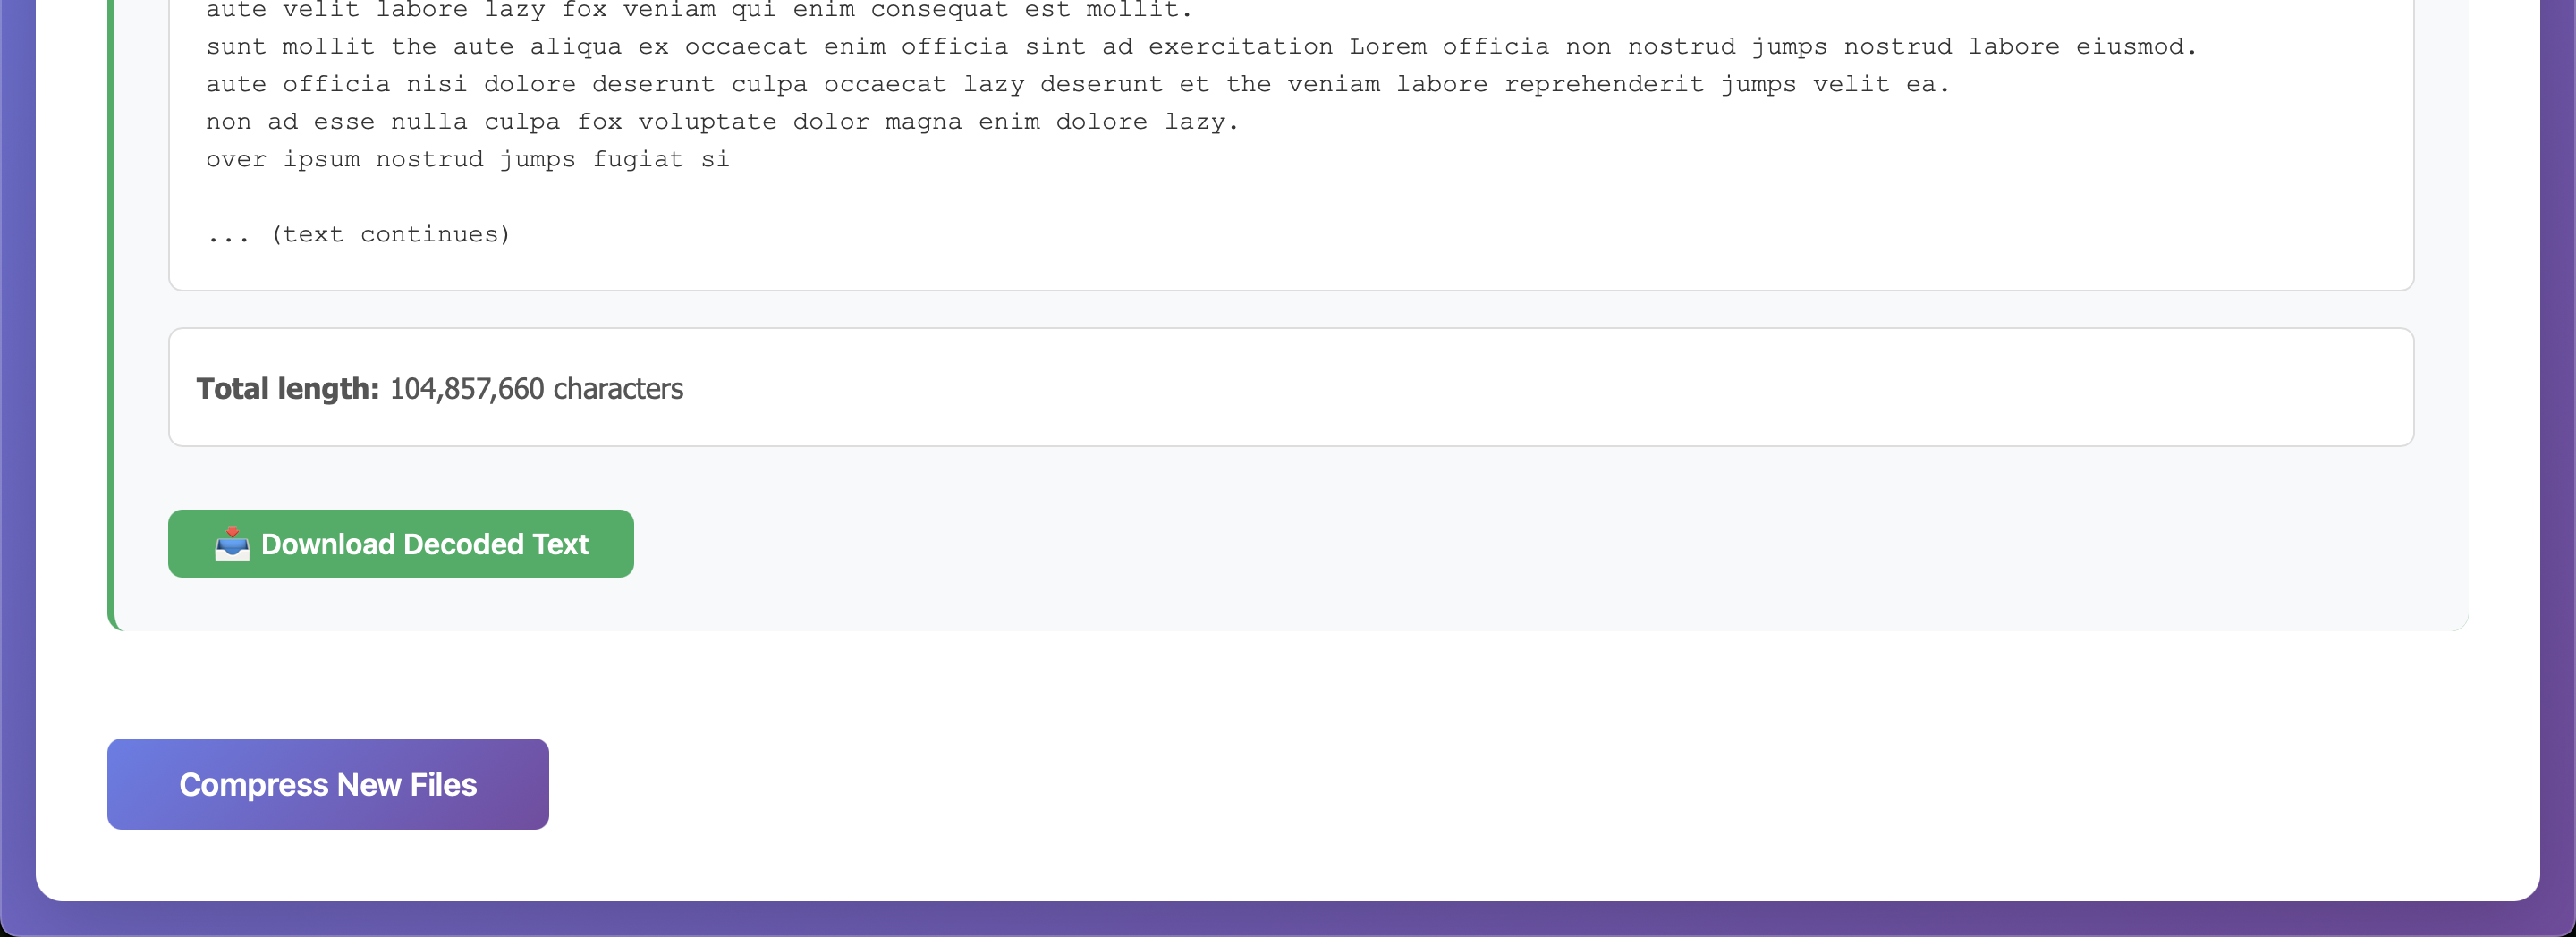 aute velit labore lazy fox veniam qui enim consequat est mollit.
sunt mollit the aute aliqua ex occaecat enim officia sint ad exercitation Lorem officia non nostrud jumps nostrud labore eiusmod.
aute officia nisi dolore deserunt culpa occaecat lazy deserunt et the veniam labore reprehenderit jumps velit ea.
non ad esse nulla culpa fox voluptate dolor magna enim dolore lazy.
over ipsum nostrud jumps fugiat si
... (text continues)
Total length: 104,857,660 characters
Download Decoded Text
Compress New Files